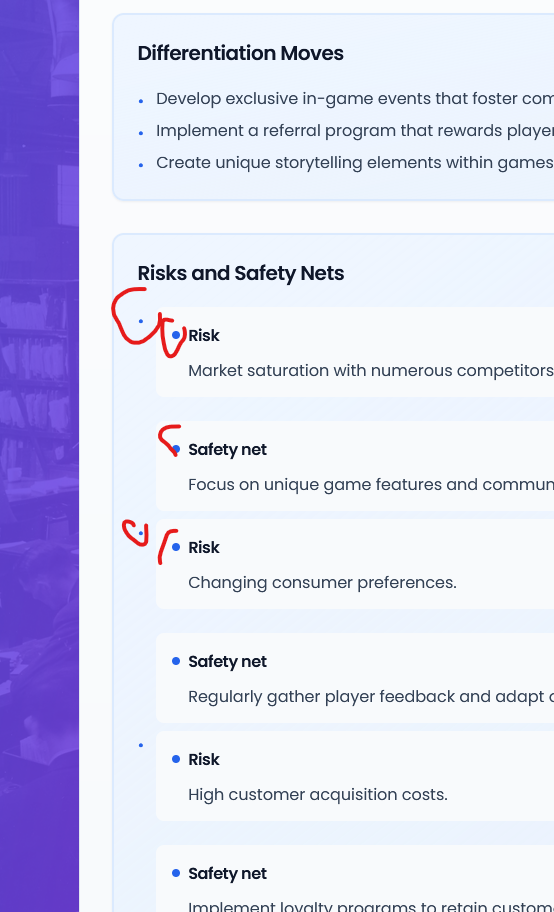 Differentiation Moves
• Develop exclusive in-game events that foster com
• Implement a referral program that rewards player
• Create unique storytelling elements within games
Risks and Safety Nets
• Risk
Market saturation with numerous competitors
• Safety net
Focus on unique game features and commun
• Risk
Changing consumer preferences.
• Safety net
Regularly gather player feedback and adapt
• Risk
High customer acquisition costs.
• Safety net
Implement loyalty programs to retain custome